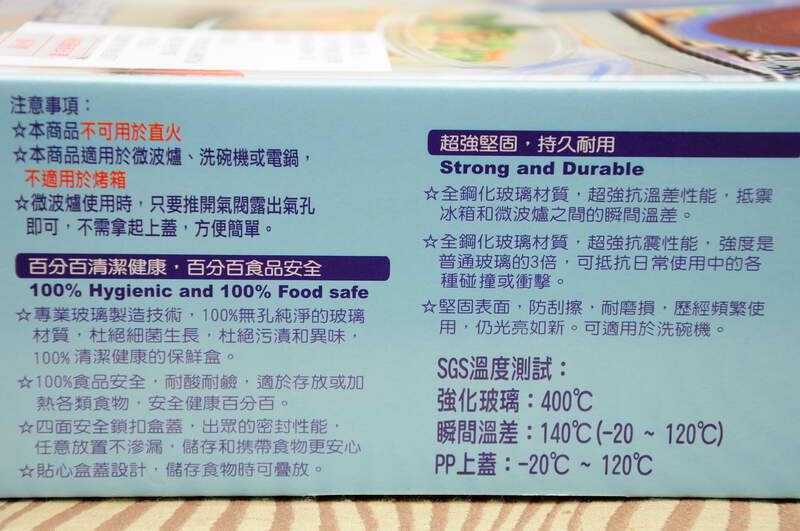 注意事項：
☆本商品不可用於直火
☆本商品適用於微波爐、洗碗機或電鍋，
不適用於烤箱
☆微波爐使用時，只要推開氣閥露出氣孔
即可，不需拿起上蓋，方便簡單。
百分百清潔健康，百分百食品安全
100% Hygienic and 100% Food safe
☆專業玻璃製造技術，100%無孔純淨的玻璃
材質，杜絕細菌生長，杜絕污漬和異味，
100%清潔健康的保鮮盒。
☆100%食品安全，耐酸耐鹼，適於存放或加
熱各類食物，安全健康百分百。
☆四面安全鎖扣盒蓋，出眾的密封性能，
任意放置不滲漏，儲存和攜帶食物更安心
☆貼心盒蓋設計，儲存食物時可疊放。
超強堅固，持久耐用
Strong and Durable
☆全鋼化玻璃材質，超強抗溫差性能，抵禦
冰箱和微波爐之間的瞬間溫差。
☆全鋼化玻璃材質，超強抗震性能，強度是
普通玻璃的3倍，可抵抗日常使用中的各
種碰撞或衝擊。
☆堅固表面，防刮擦，耐磨損，歷經頻繁使
用，仍光亮如新。可適用於洗碗機。
SGS溫度測試：
強化玻璃：400℃
瞬間溫差：140℃(-20 ~ 120℃)
PP上蓋：-20℃ ~ 120℃